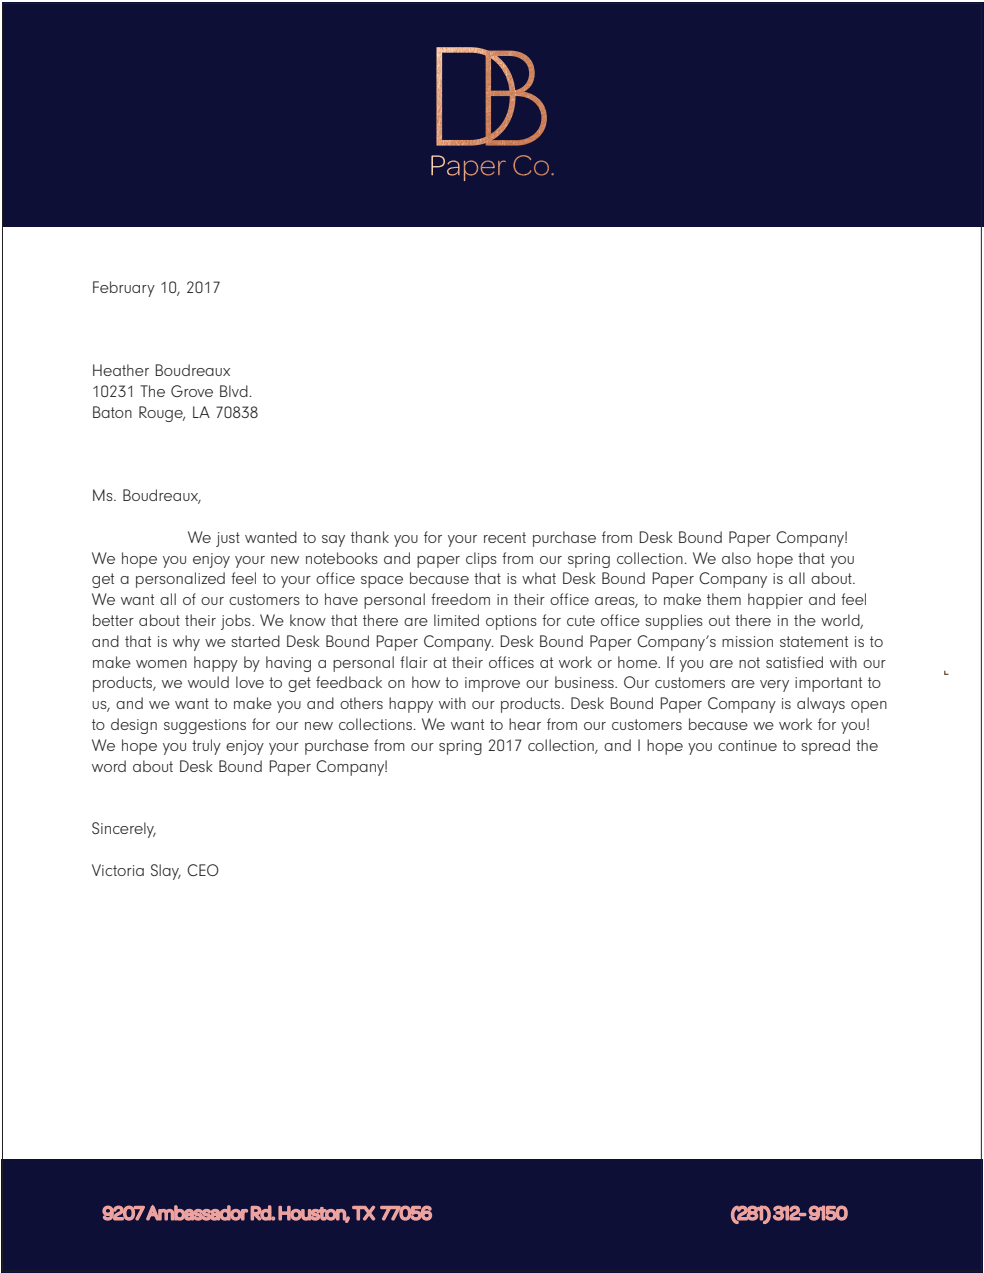 DB
Paper Co.
February 10, 2017
Heather Boudreaux
10231 The Grove Blvd.
Baton Rouge, LA 70838
Ms. Boudreaux,
We just wanted to say thank you for your recent purchase from Desk Bound Paper Company!
We hope you enjoy your new notebooks and paper clips from our spring collection. We also hope that you
get a personalized feel to your office space because that is what Desk Bound Paper Company is all about.
We want all of our customers to have personal freedom in their office areas, to make them happier and feel
better about their jobs. We know that there are limited options for cute office supplies out there in the world,
and that is why we started Desk Bound Paper Company. Desk Bound Paper Company’s mission statement is to
make women happy by having a personal flair at their offices at work or home. If you are not satisfied with our
products, we would love to get feedback on how to improve our business. Our customers are very important to
us, and we want to make you and others happy with our products. Desk Bound Paper Company is always open
to design suggestions for our new collections. We want to hear from our customers because we work for you!
We hope you truly enjoy your purchase from our spring 2017 collection, and I hope you continue to spread the
word about Desk Bound Paper Company!
Sincerely,
Victoria Slay, CEO
9207 Ambassador Rd. Houston, TX 77056
(281) 312- 9150